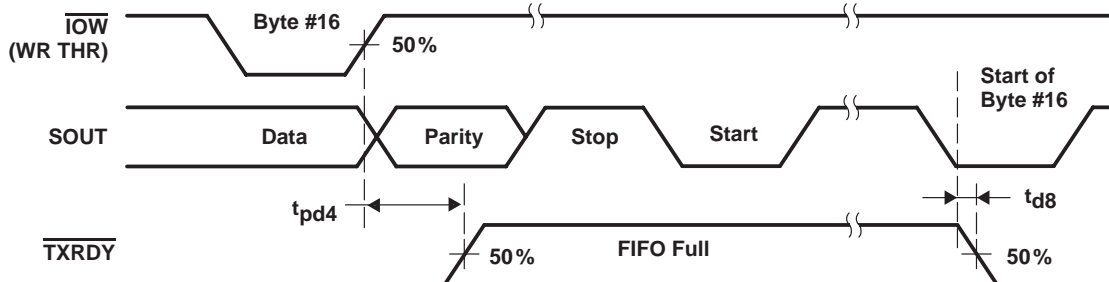 IOW
(WR THR)
Byte #16
50%
Start of
Byte #16
SOUT
Data
Parity
Stop
Start
tpd4
td8
TXRDY
50%
FIFO Full
50%